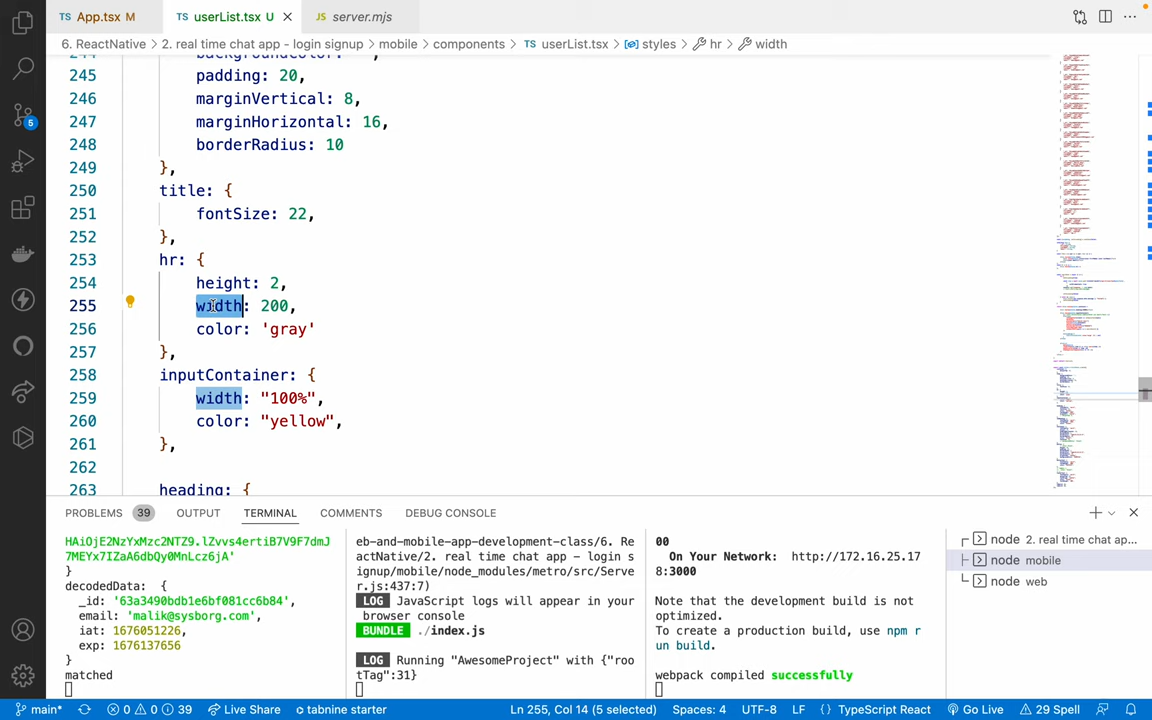 TS App.tsx M
TS userList.tsx U
JS server.mjs
6. ReactNative > 2. real time chat app - login signup > mobile > components > TS userList.tsx > styles > hr > width
245 padding: 20,
246 marginVertical: 8,
247 marginHorizontal: 16,
248 borderRadius: 10
249 },
250 title: {
251 fontSize: 22,
252 },
253 hr: {
254 height: 2,
255 width: 200,
256 color: 'gray'
257 },
258 inputContainer: {
259 width: "100%",
260 color: "yellow",
261 },
262
263 heading: {
5
PROBLEMS 39 OUTPUT TERMINAL COMMENTS DEBUG CONSOLE
HAiOjE2NzYxMzc2NTZ9.lZvvs4ertiB7V9F7dmJ
7MEYx7IZaA6dbQy0MnLcz6jA'
}
decodedData: {
_id: '63a3490bdb1e6bf081cc6b84',
email: 'malik@sysborg.com',
iat: 1676051226,
exp: 1676137656
}
matched
eb-and-mobile-app-development-class/6. Re
actNative/2. real time chat app - login s
ignup/mobile/node_modules/metro/src/Serve
r.js:437:7)
LOG JavaScript logs will appear in your
browser console
BUNDLE ./index.js
LOG Running "AwesomeProject" with {"roo
tTag":31}
00
On Your Network: http://172.16.25.17
8:3000
Note that the development build is not
optimized.
To create a production build, use npm r
un build.
webpack compiled successfully
node 2. real time chat ap...
node mobile
node web
main* 0 0 39 Live Share tabnine starter Ln 255, Col 14 (5 selected) Spaces: 4 UTF-8 LF {} TypeScript React Go Live 29 Spell